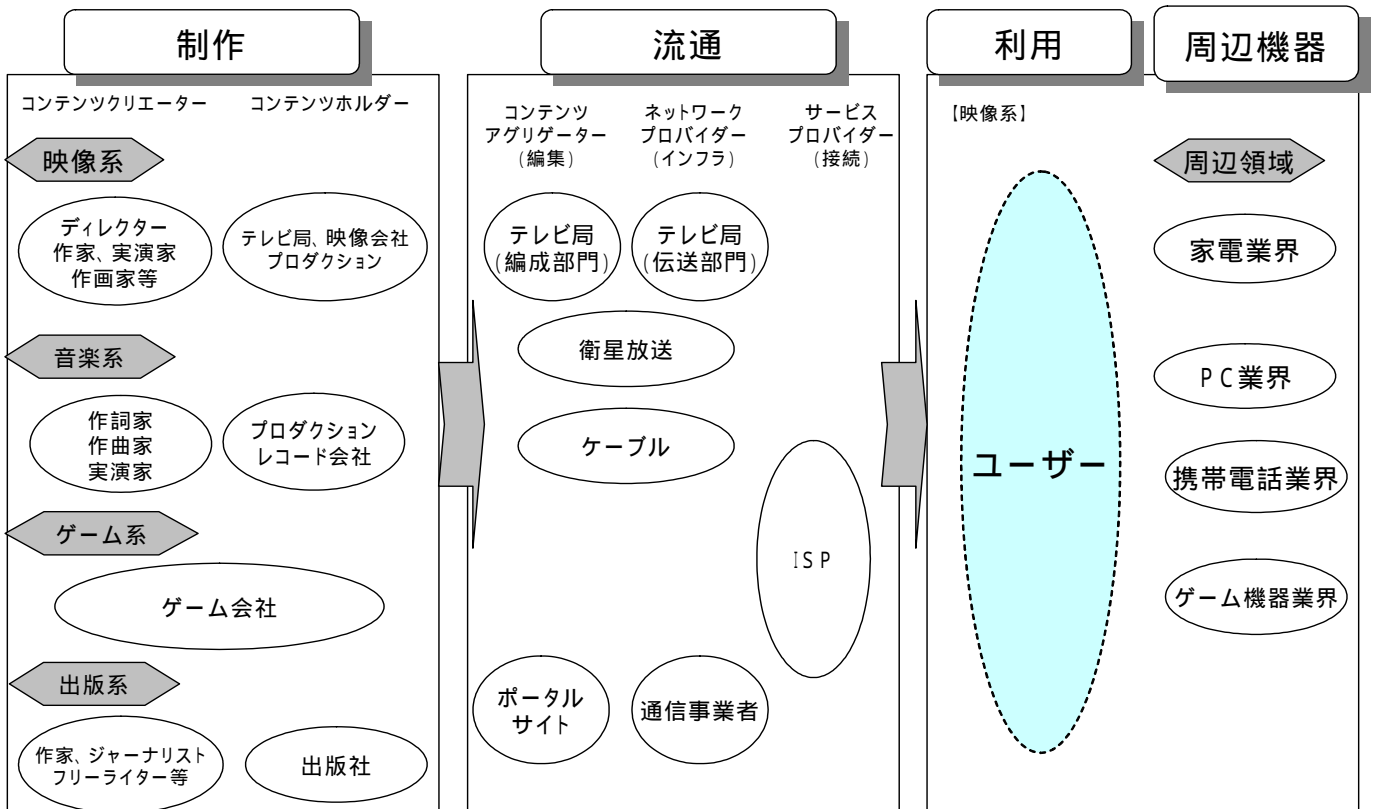 制作
流通
利用
周辺機器
コンテンツクリエーター
コンテンツホルダー
映像系
ディレクター
作家、実演家
作画家等
テレビ局、映像会社
プロダクション
音楽系
作詞家
作曲家
実演家
プロダクション
レコード会社
ゲーム系
ゲーム会社
出版系
作家、ジャーナリスト
フリーライター等
出版社
コンテンツ
アグリゲーター
(編集)
ネットワーク
プロバイダー
(インフラ)
サービス
プロバイダー
(接続)
テレビ局
(編成部門)
テレビ局
(伝送部門)
衛星放送
ケーブル
ISP
ポータル
サイト
通信事業者
【映像系】
ユーザー
周辺領域
家電業界
PC業界
携帯電話業界
ゲーム機器業界